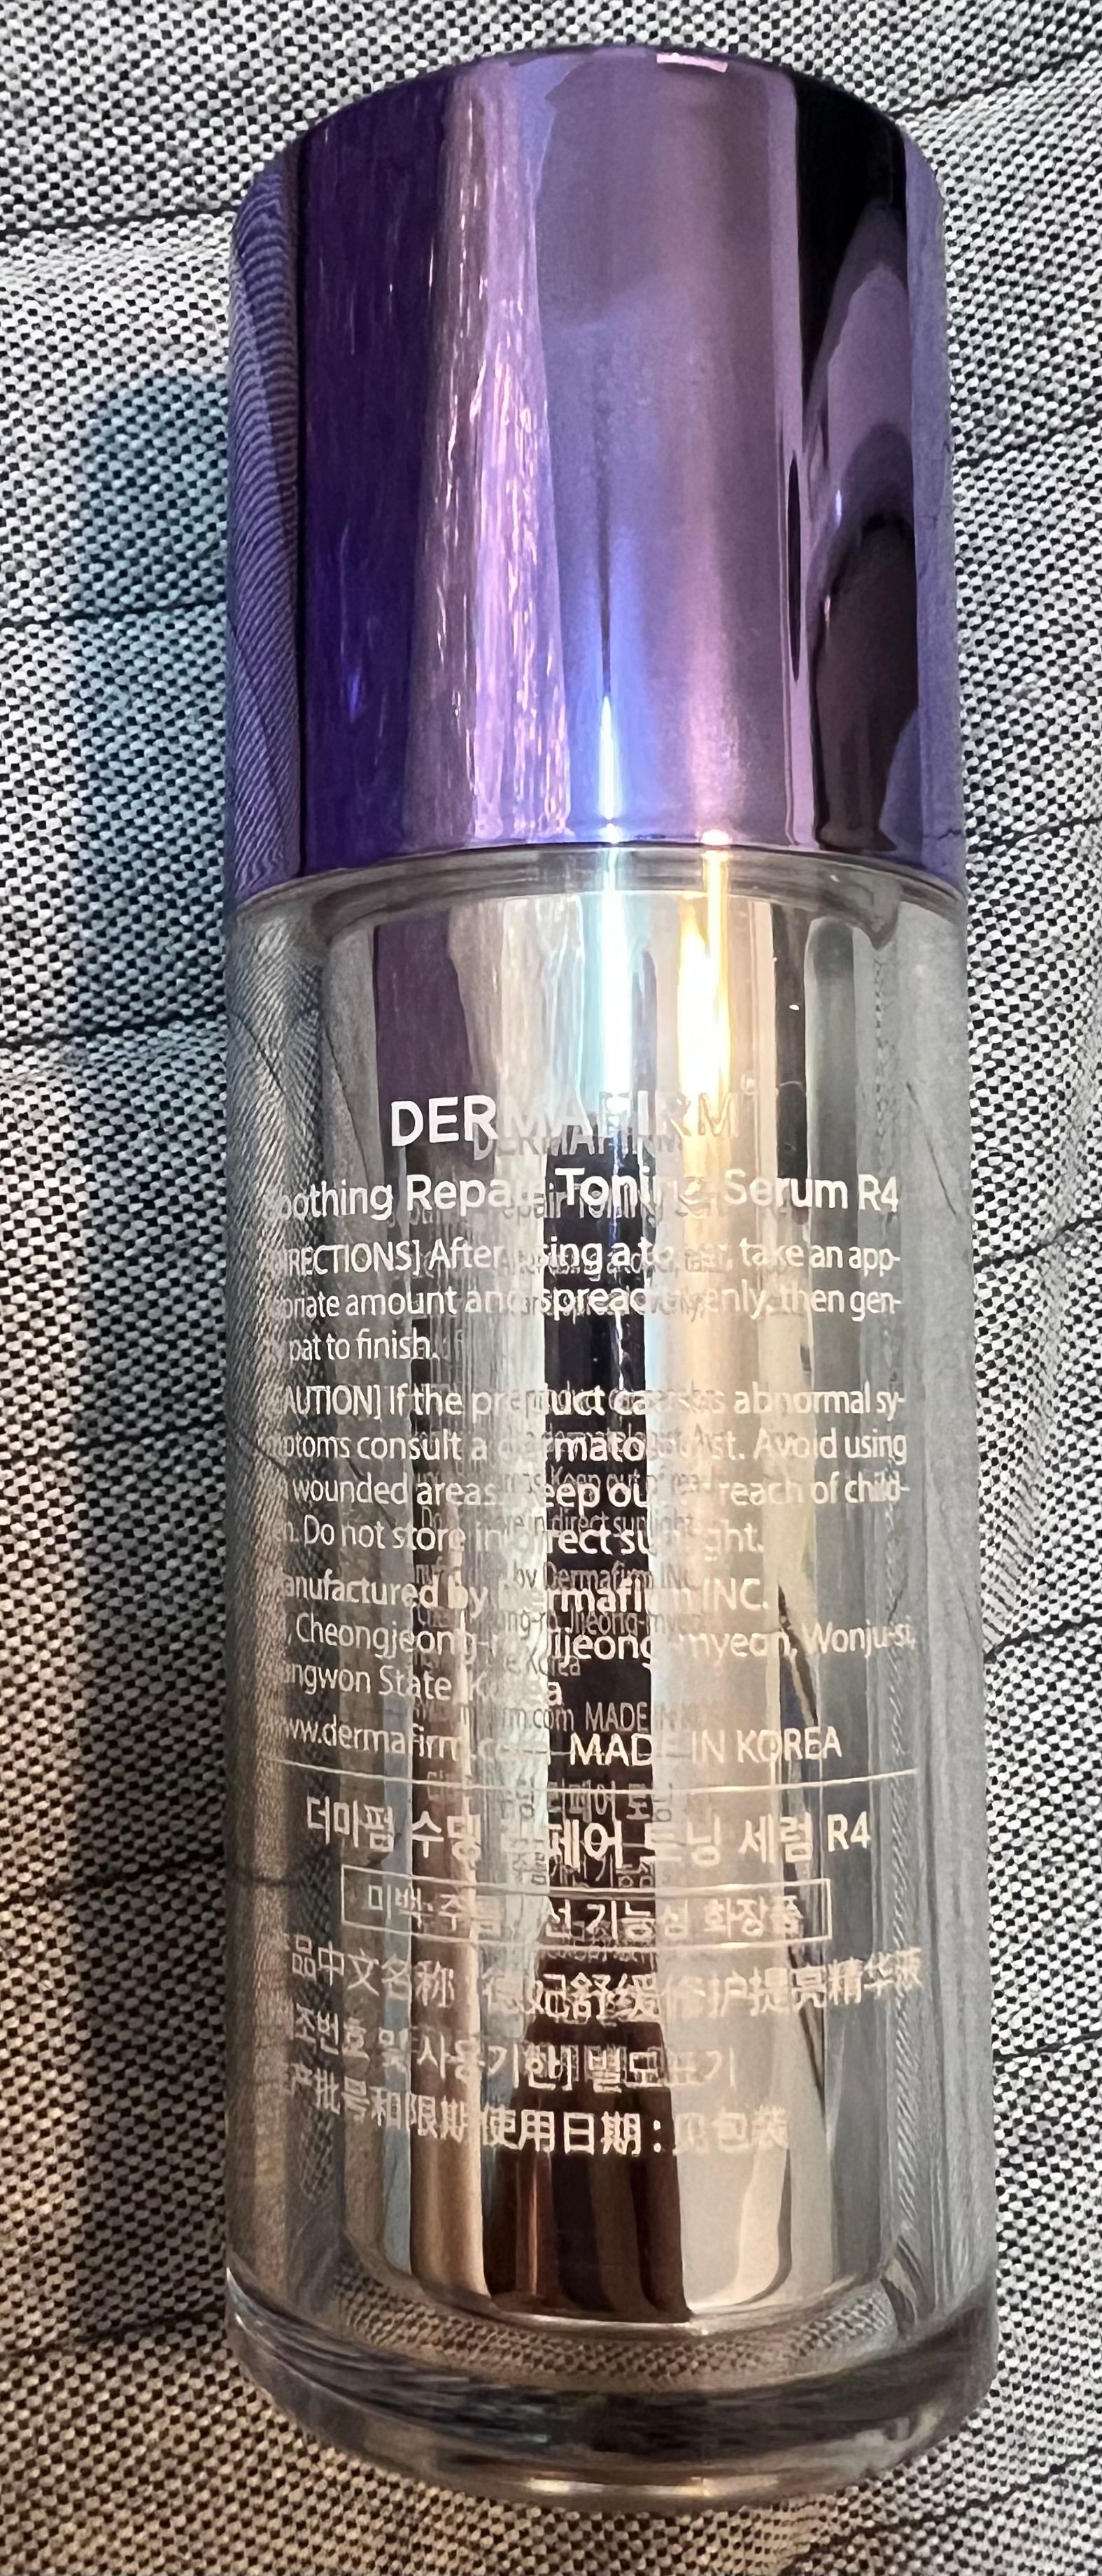 DERMAFIRM®
Soothing Repair Toning Serum R4
[DIRECTIONS] After using a toner, take an app-
ropriate amount and spread evenly, then gen-
pat to finish.
[CAUTION] If the product causes abnormal sy-
mptoms consult a dermatologist. Avoid using
wounded areas. Keep out of reach of child-
ren. Do not store in direct sunlight.
Manufactured by Dermafirm INC.
, Cheongjeong-ro, Jijeong-myeon, Wonju-si,
Gangwon State, Korea
www.dermafirm.com MADE IN KOREA
더마펌 수딩 리페어 토닝 세럼 R4
미백·주름개선 기능성 화장품
产品中文名称 : 德妃舒缓修护提亮精华液
제조번호 및 사용기한 별도표기
生产批号和限期使用日期 : 见包装